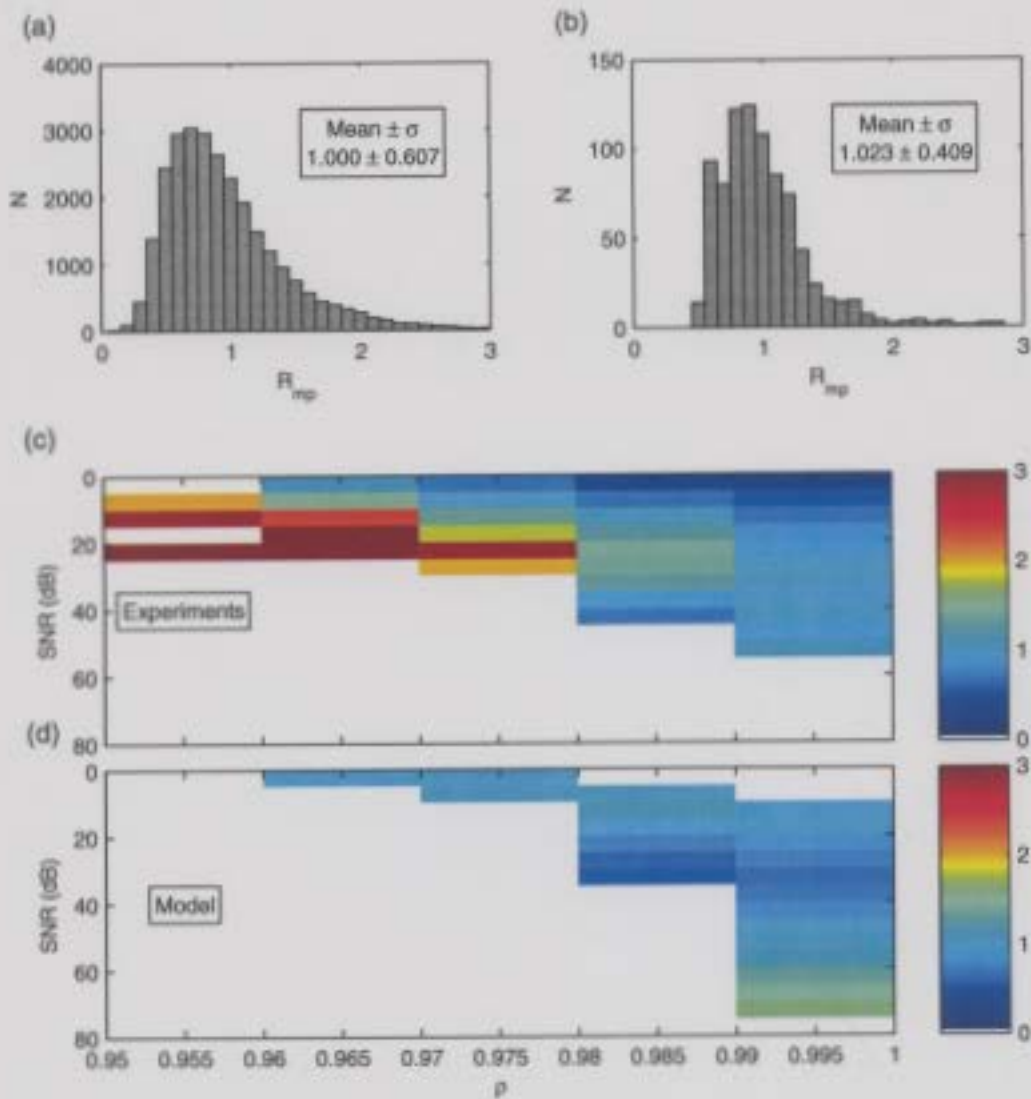 (a)
4000
3000
2000
1000
0
N
Mean ± σ
1.000 ± 0.607
0 1 2 3
R_mp
(b)
150
100
50
0
N
Mean ± σ
1.023 ± 0.409
0 1 2 3
R_mp
(c)
0
20
40
60
80
SNR (dB)
Experiments
3
2
1
0
(d)
0
20
40
60
80
SNR (dB)
Model
0.95 0.955 0.96 0.965 0.97 0.975 0.98 0.985 0.99 0.995 1
ρ
3
2
1
0